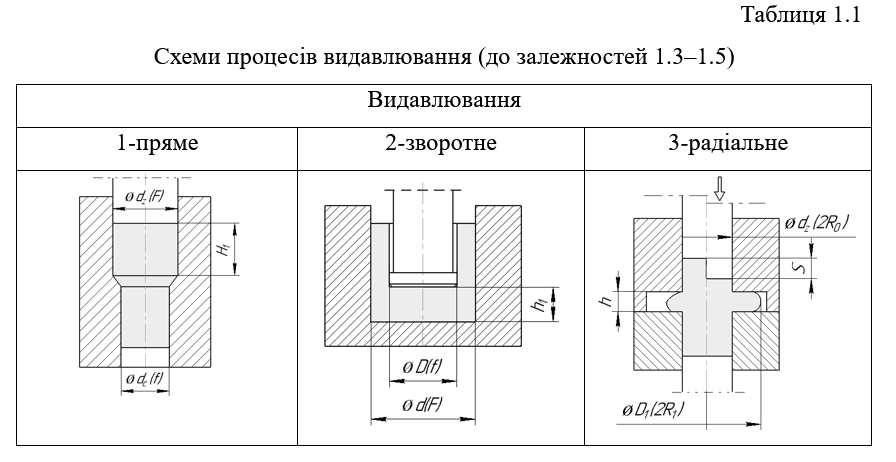 Таблиця 1.1
Схеми процесів видавлювання (до залежностей 1.3–1.5)
Видавлювання
1-пряме
2-зворотне
3-радіальне
ø dz(F)
H1
ø dc(f)
h1
ø D(f)
ø d(F)
ø dz(2R0)
S
h
ø D1(2R1)